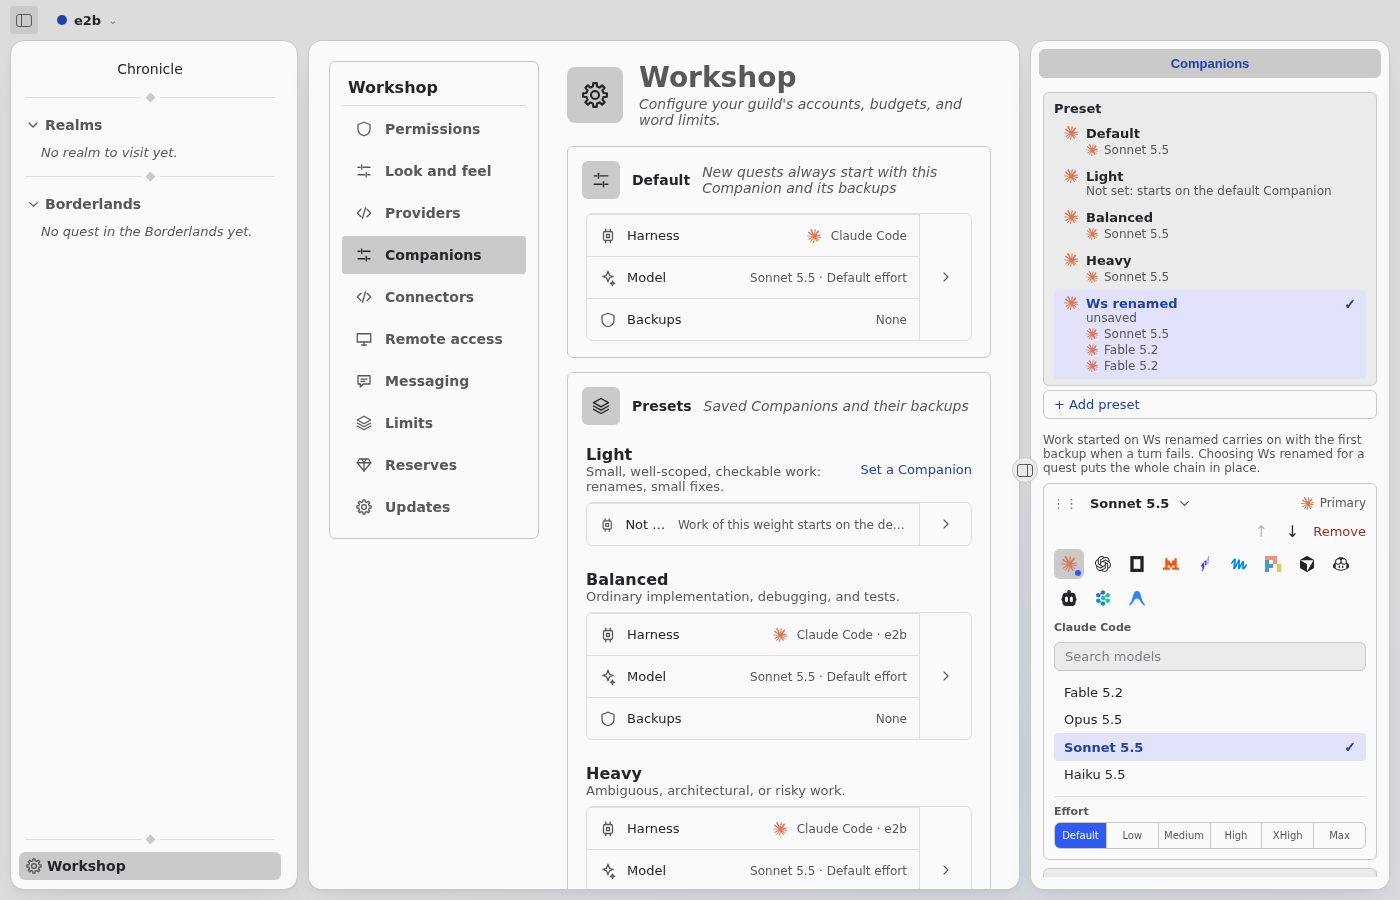 e2b
Chronicle
Realms
No realm to visit yet.
Borderlands
No quest in the Borderlands yet.
Workshop
Workshop
Permissions
Look and feel
Providers
Companions
Connectors
Remote access
Messaging
Limits
Reserves
Updates
Workshop
Configure your guild's accounts, budgets, and
word limits.
Default
New quests always start with this
Companion and its backups
Harness
Claude Code
Model
Sonnet 5.5 · Default effort
Backups
None
Presets
Saved Companions and their backups
Light
Small, well-scoped, checkable work:
renames, small fixes.
Set a Companion
Not ...
Work of this weight starts on the de...
Balanced
Ordinary implementation, debugging, and tests.
Harness
Claude Code · e2b
Model
Sonnet 5.5 · Default effort
Backups
None
Heavy
Ambiguous, architectural, or risky work.
Harness
Claude Code · e2b
Model
Sonnet 5.5 · Default effort
Companions
Preset
Default
Sonnet 5.5
Light
Not set: starts on the default Companion
Balanced
Sonnet 5.5
Heavy
Sonnet 5.5
Ws renamed
unsaved
Sonnet 5.5
Fable 5.2
Fable 5.2
+ Add preset
Work started on Ws renamed carries on with the first
backup when a turn fails. Choosing Ws renamed for a
quest puts the whole chain in place.
Sonnet 5.5
Primary
Remove
Claude Code
Search models
Fable 5.2
Opus 5.5
Sonnet 5.5
Haiku 5.5
Effort
Default
Low
Medium
High
XHigh
Max